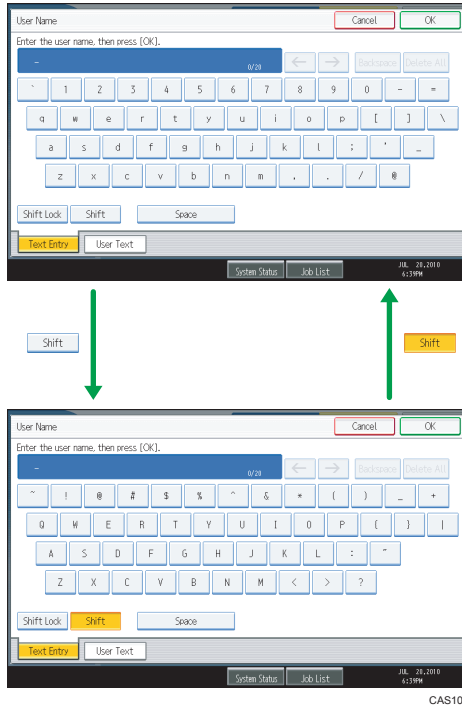 User Name Cancel OK
Enter the user name, then press [OK].
_ 0/20 ← → Backspace Delete All
` 1 2 3 4 5 6 7 8 9 0 - =
q w e r t y u i o p [ ] \
a s d f g h j k l ; ' _
z x c v b n m , . / @
Shift Lock Shift Space
Text Entry User Text
System Status Job List JUL 20,2010
6:39PM
Shift Shift
User Name Cancel OK
Enter the user name, then press [OK].
_ 0/20 ← → Backspace Delete All
~ ! @ # $ % ^ & * ( ) _ +
Q W E R T Y U I O P { } |
A S D F G H J K L : "
Z X C V B N M < > ?
Shift Lock Shift Space
Text Entry User Text
System Status Job List JUL 20,2010
6:39PM
CAS10